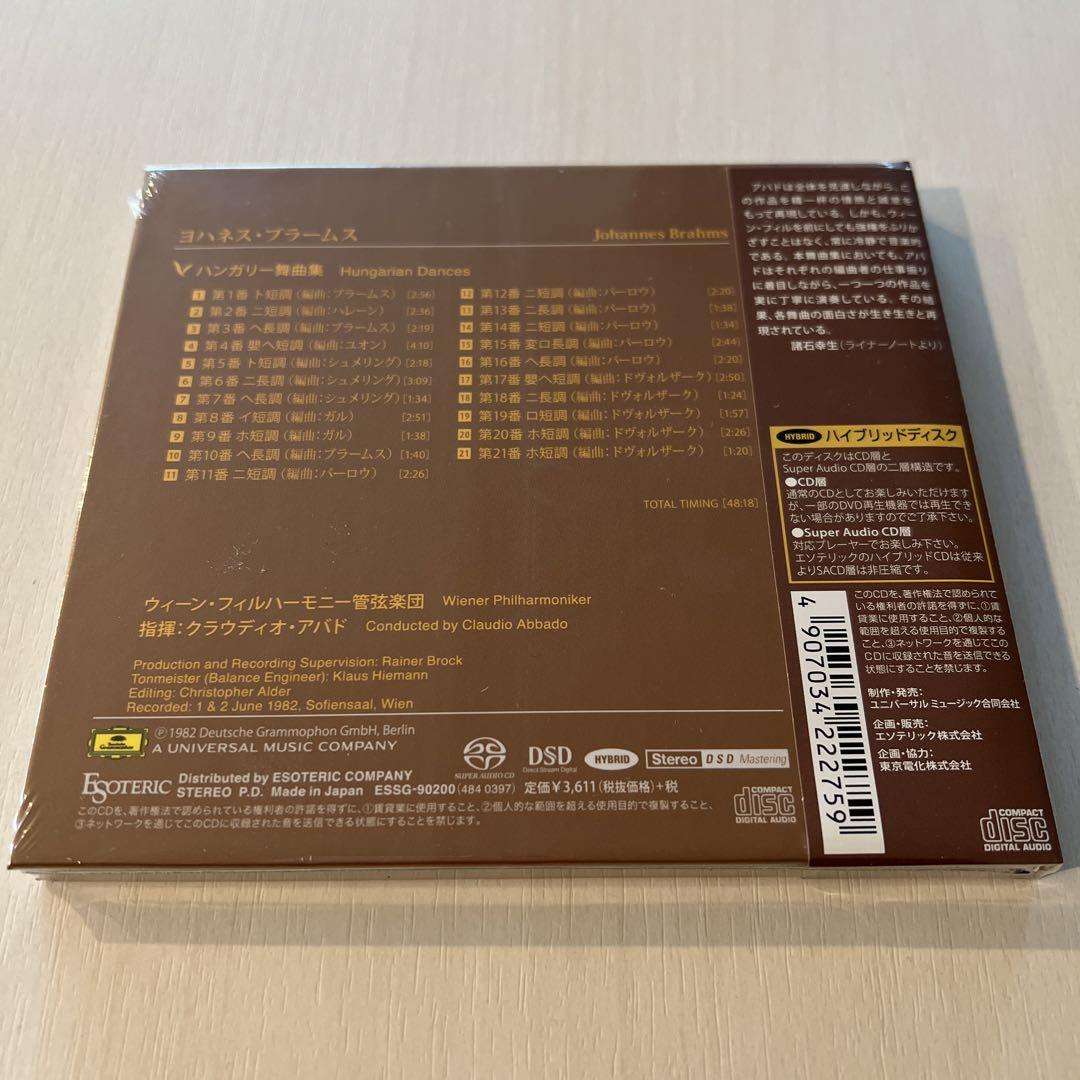 ヨハネス・ブラームス Johannes Brahms
ハンガリー舞曲集 Hungarian Dances
1 第1番 ト短調 (編曲:ブラームス) [2:56]
2 第2番 ニ短調 (編曲:ハレーン) [2:36]
3 第3番 ヘ長調 (編曲:ブラームス) [2:19]
4 第4番 嬰ヘ短調 (編曲:ユオン) [4:10]
5 第5番 ト短調 (編曲:シュメリング) [2:18]
6 第6番 ニ長調 (編曲:シュメリング) [3:09]
7 第7番 ヘ長調 (編曲:シュメリング) [1:34]
8 第8番 イ短調 (編曲:ガル) [2:51]
9 第9番 ホ短調 (編曲:ガル) [1:38]
10 第10番 ヘ長調 (編曲:ブラームス) [1:40]
11 第11番 ニ短調 (編曲:パーロウ) [2:26]
12 第12番 ニ短調 (編曲:パーロウ) [2:20]
13 第13番 ニ長調 (編曲:パーロウ) [1:38]
14 第14番 ニ短調 (編曲:パーロウ) [1:34]
15 第15番 変ロ長調 (編曲:パーロウ) [2:44]
16 第16番 ヘ長調 (編曲:パーロウ) [2:20]
17 第17番 嬰ヘ短調 (編曲:ドヴォルザーク) [2:50]
18 第18番 ニ長調 (編曲:ドヴォルザーク) [1:24]
19 第19番 ロ短調 (編曲:ドヴォルザーク) [1:57]
20 第20番 ホ短調 (編曲:ドヴォルザーク) [2:26]
21 第21番 ホ短調 (編曲:ドヴォルザーク) [1:20]
TOTAL TIMING [48:18]
ウィーン・フィルハーモニー管弦楽団 Wiener Philharmoniker
指揮:クラウディオ・アバド Conducted by Claudio Abbado
Production and Recording Supervision: Rainer Brock
Tonmeister (Balance Engineer): Klaus Hiemann
Editing: Christopher Alder
Recorded: 1 & 2 June 1982, Sofiensaal, Wien
Deutsche Grammophon
℗ 1982 Deutsche Grammophon GmbH, Berlin
A UNIVERSAL MUSIC COMPANY
SACD SUPER AUDIO CD
DSD Direct Stream Digital
HYBRID
Stereo DSD Mastering
ESOTERIC
Distributed by ESOTERIC COMPANY
STEREO P.D. Made in Japan ESSG-90200 (484 0397) 定価¥3,611(税抜価格)+税
このCDを、著作権法で認められている権利者の許諾を得ずに、①賃貸業に使用すること、②個人的な範囲を超える使用目的で複製すること、
③ネットワークを通じてこのCDに収録された音を送信できる状態にすることを禁じます。
COMPACT disc DIGITAL AUDIO
アバドは全体を見渡しながら、こ
の作品を精一杯の情熱と誠意を
もって再現している。しかも、ウィー
ン・フィルを前にしても強権をふりか
ざすことはなく、常に冷静で音楽的
である。本舞曲集においても、アバ
ドはそれぞれの編曲者の仕事振り
に着目しながら、一つ一つの作品を
実に丁寧に演奏している。その結
果、各舞曲の面白さが生き生きと再
現されている。
諸石幸生(ライナーノートより)
HYBRID ハイブリッドディスク
このディスクはCD層と
Super Audio CD層の二層構造です。
●CD層
通常のCDとしてお楽しみいただけます
が、一部のDVD再生機器では再生でき
ない場合がありますのでご了承下さい。
●Super Audio CD層
対応プレーヤーでお楽しみ下さい。
エソテリックのハイブリッドCDは従来
よりSACD層は非圧縮です。
4 907034 222759
このCDを、著作権法で認められてい
る権利者の許諾を得ずに、①賃
貸業に使用すること、②個人的な
範囲を超える使用目的で複製する
こと、③ネットワークを通じてこの
CDに収録された音を送信できる
状態にすることを禁じます。
制作・発売:
ユニバーサル ミュージック合同会社
企画・販売:
エソテリック株式会社
企画・協力:
東京電化株式会社
COMPACT disc DIGITAL AUDIO